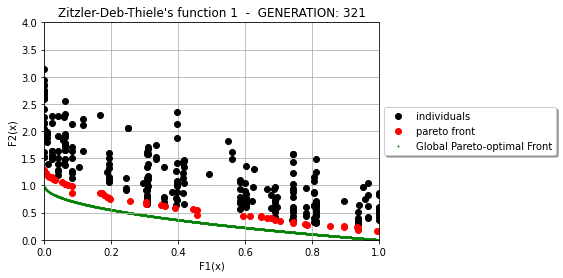 Zitzler-Deb-Thiele's function 1 - GENERATION: 321
4.0
3.5
3.0
2.5
2.0
1.5
1.0
0.5
0.0
F2(x)
0.0 0.2 0.4 0.6 0.8 1.0
F1(x)
individuals
pareto front
Global Pareto-optimal Front